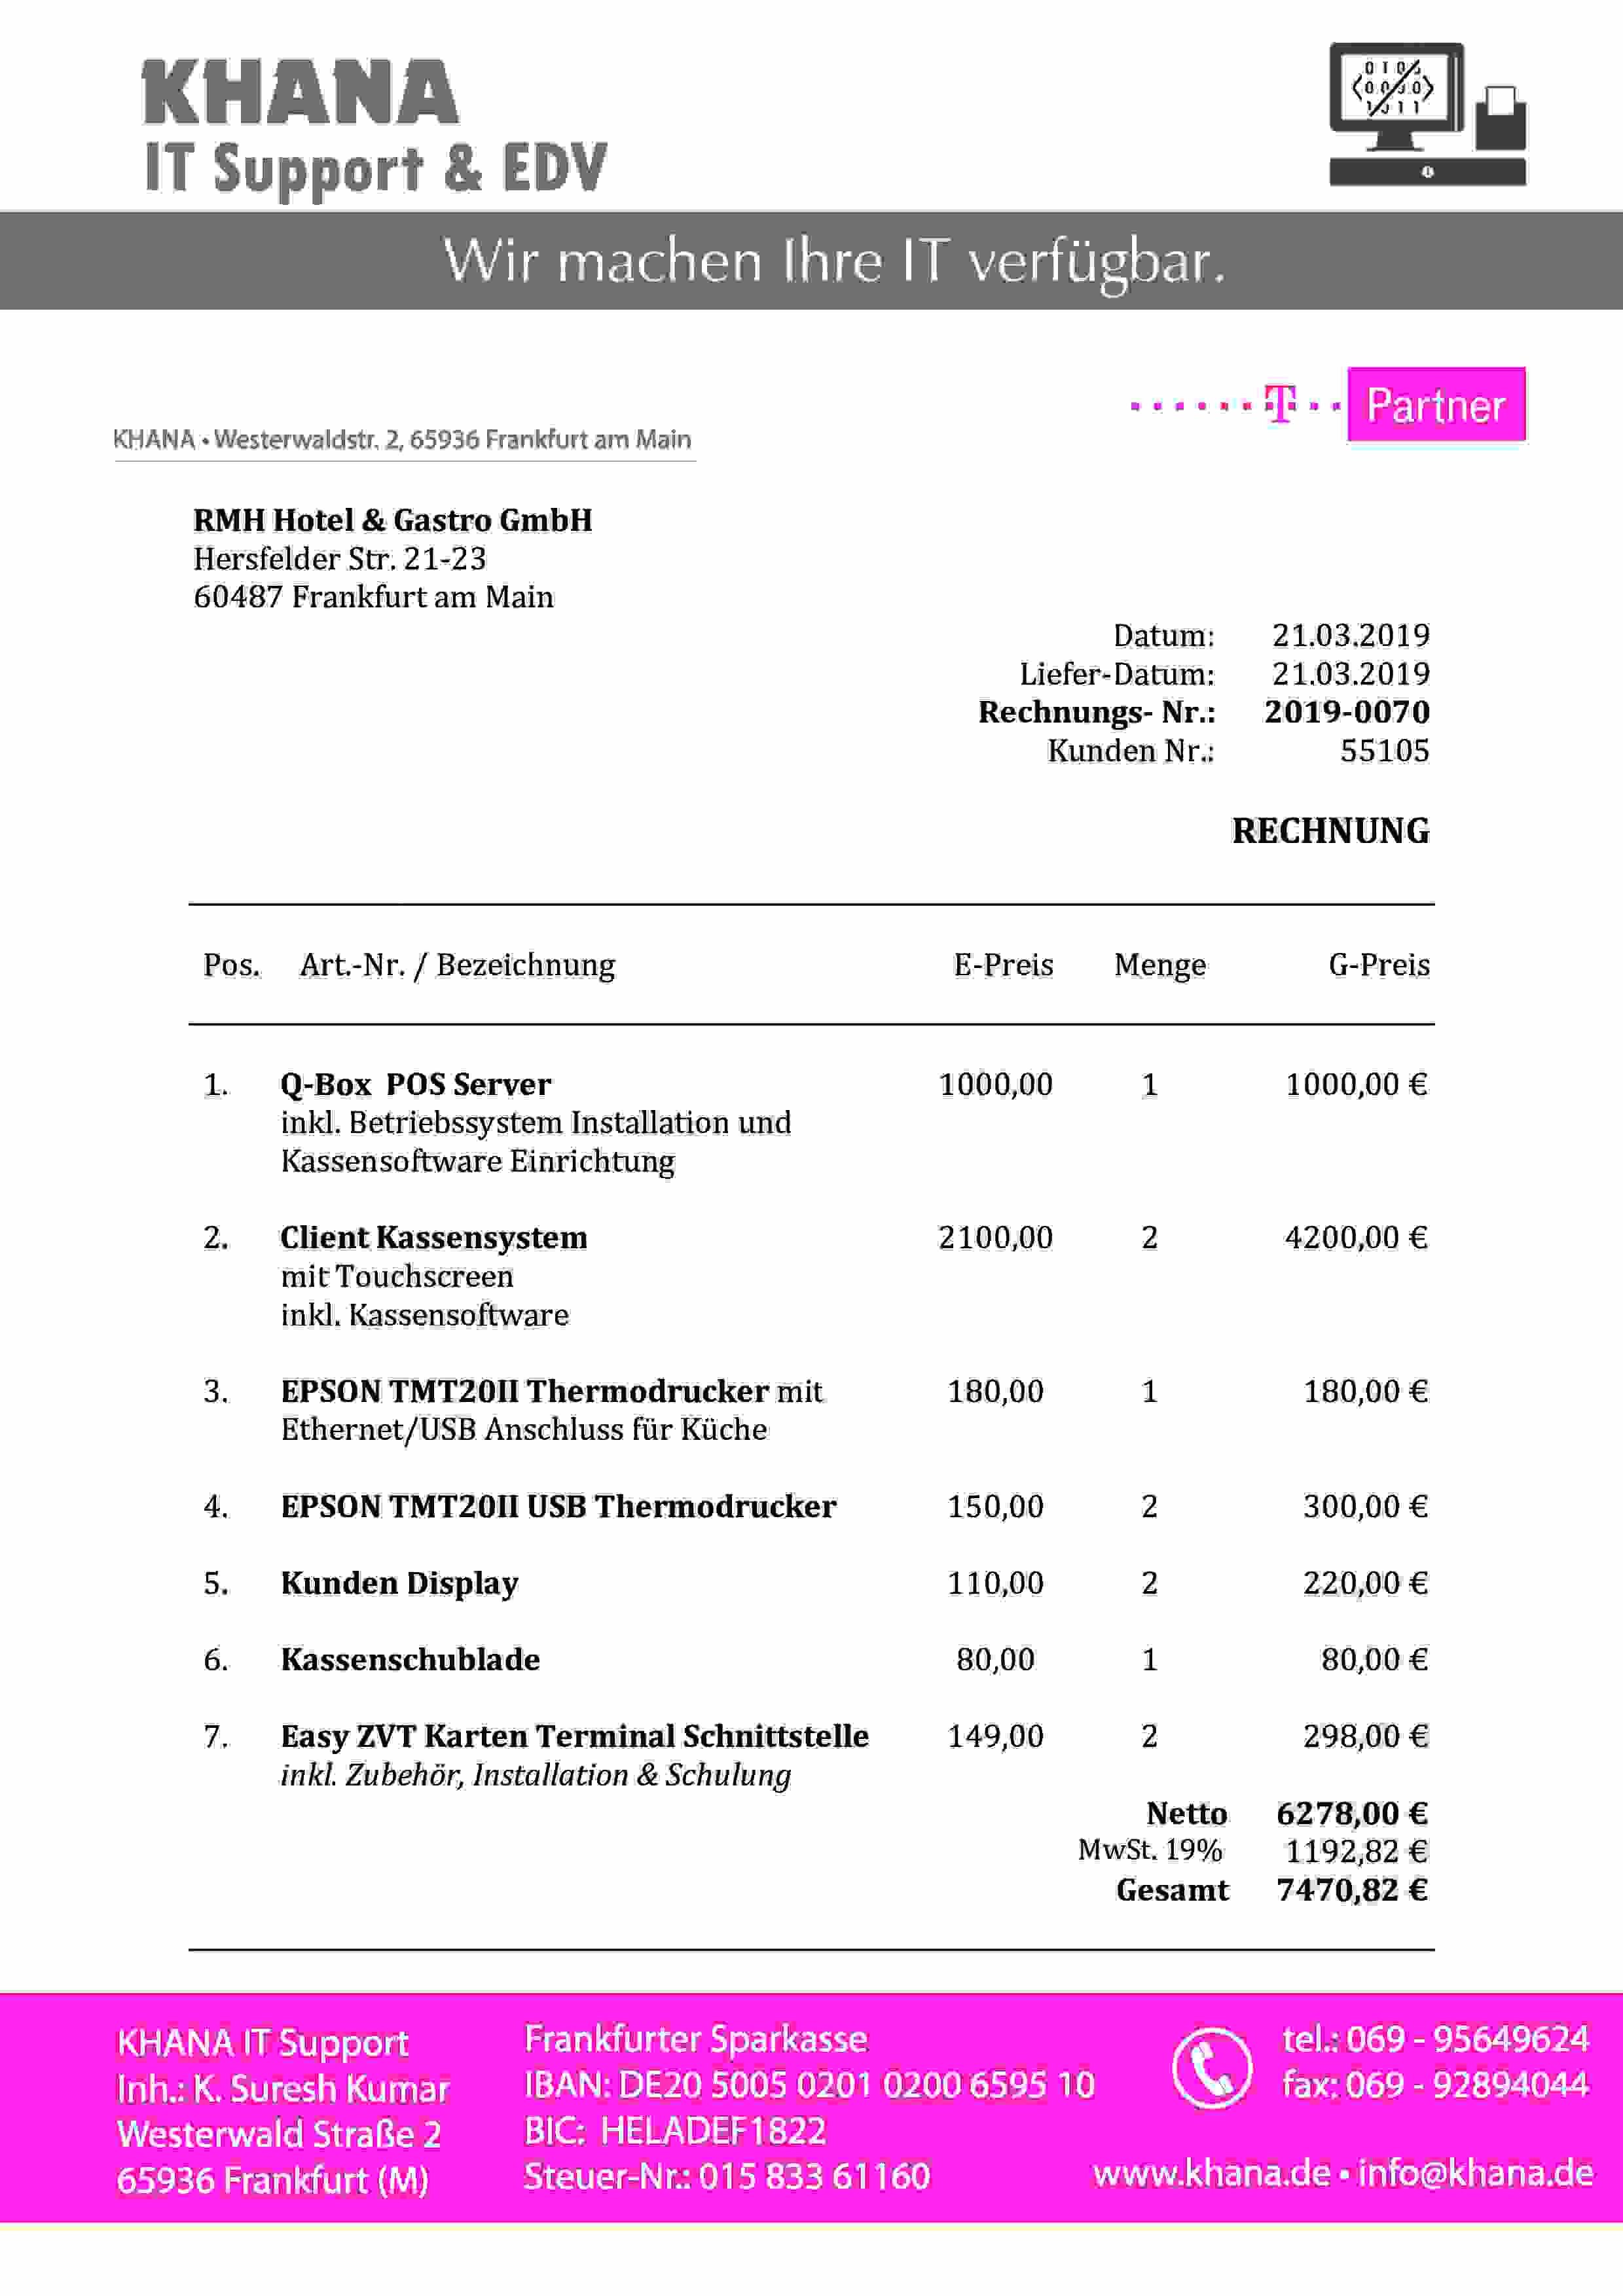 KHANA
IT Support & EDV
Wir machen Ihre IT verfügbar.
T Partner
KHANA • Westerwaldstr. 2, 65936 Frankfurt am Main
RMH Hotel & Gastro GmbH
Hersfelder Str. 21-23
60487 Frankfurt am Main
Datum: 21.03.2019
Liefer-Datum: 21.03.2019
Rechnungs- Nr.: 2019-0070
Kunden Nr.: 55105
RECHNUNG
Pos. Art.-Nr. / Bezeichnung E-Preis Menge G-Preis
1. Q-Box POS Server 1000,00 1 1000,00 €
inkl. Betriebssystem Installation und
Kassensoftware Einrichtung
2. Client Kassensystem 2100,00 2 4200,00 €
mit Touchscreen
inkl. Kassensoftware
3. EPSON TMT20II Thermodrucker mit 180,00 1 180,00 €
Ethernet/USB Anschluss für Küche
4. EPSON TMT20II USB Thermodrucker 150,00 2 300,00 €
5. Kunden Display 110,00 2 220,00 €
6. Kassenschublade 80,00 1 80,00 €
7. Easy ZVT Karten Terminal Schnittstelle 149,00 2 298,00 €
inkl. Zubehör, Installation & Schulung
Netto 6278,00 €
MwSt. 19% 1192,82 €
Gesamt 7470,82 €
KHANA IT Support
Inh.: K. Suresh Kumar
Westerwald Straße 2
65936 Frankfurt (M)
Frankfurter Sparkasse
IBAN: DE20 5005 0201 0200 6595 10
BIC: HELADEF1822
Steuer-Nr.: 015 833 61160
tel.: 069 - 95649624
fax: 069 - 92894044
www.khana.de • info@khana.de